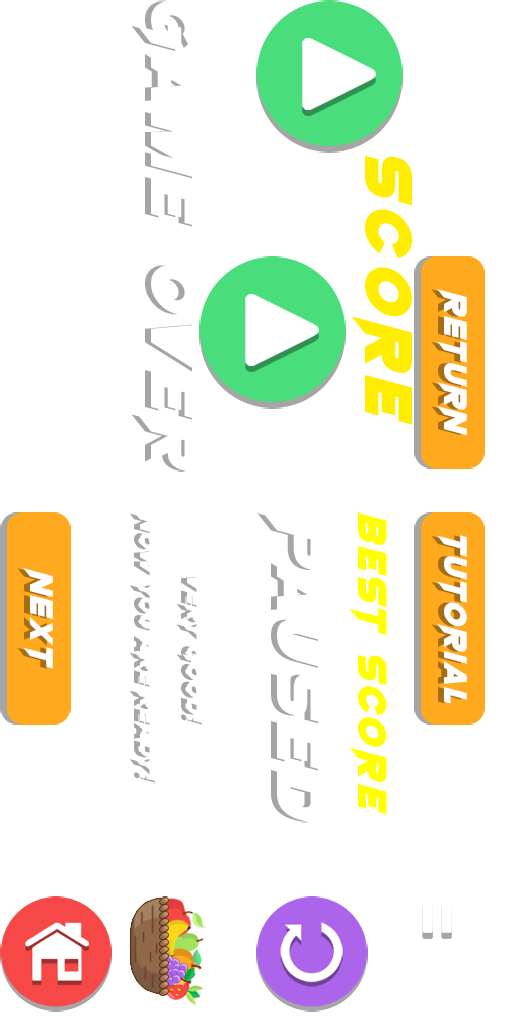 SCORE
RETURN
GAME OVER
TUTORIAL
BEST SCORE
PAUSED
VERY GOOD!
NOW YOU ARE READY!
NEXT